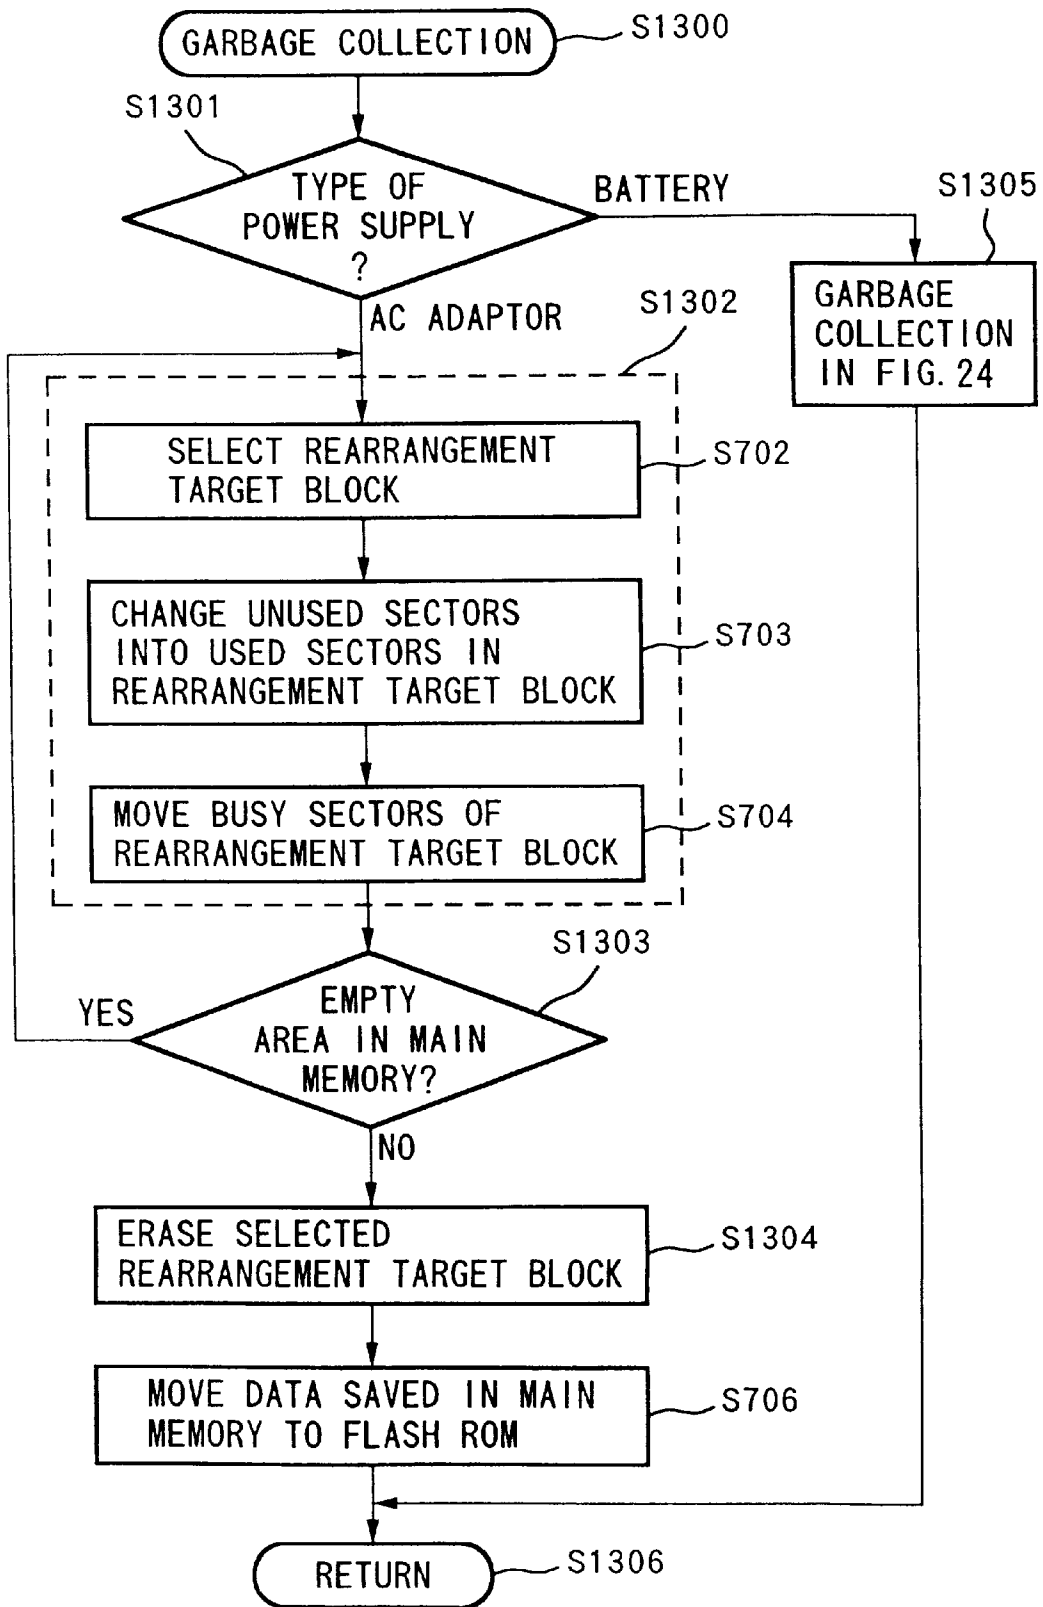 GARBAGE COLLECTION
S1300
S1301
TYPE OF
POWER SUPPLY
?
BATTERY
S1305
GARBAGE
COLLECTION
IN FIG. 24
AC ADAPTOR
S1302
SELECT REARRANGEMENT
TARGET BLOCK
S702
CHANGE UNUSED SECTORS
INTO USED SECTORS IN
REARRANGEMENT TARGET BLOCK
S703
MOVE BUSY SECTORS OF
REARRANGEMENT TARGET BLOCK
S704
S1303
EMPTY
AREA IN MAIN
MEMORY?
YES
NO
ERASE SELECTED
REARRANGEMENT TARGET BLOCK
S1304
MOVE DATA SAVED IN MAIN
MEMORY TO FLASH ROM
S706
RETURN
S1306